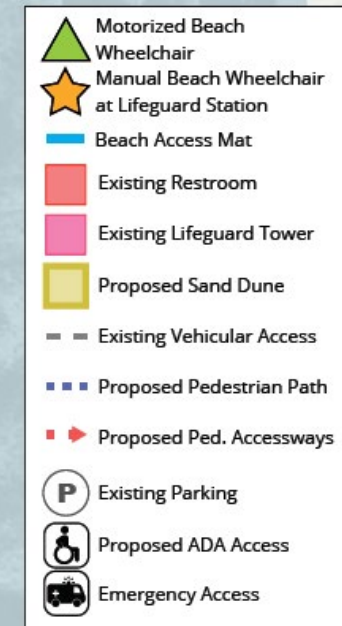 Motorized Beach
Wheelchair
Manual Beach Wheelchair
at Lifeguard Station
Beach Access Mat
Existing Restroom
Existing Lifeguard Tower
Proposed Sand Dune
Existing Vehicular Access
Proposed Pedestrian Path
Proposed Ped. Accessways
P Existing Parking
Proposed ADA Access
Emergency Access